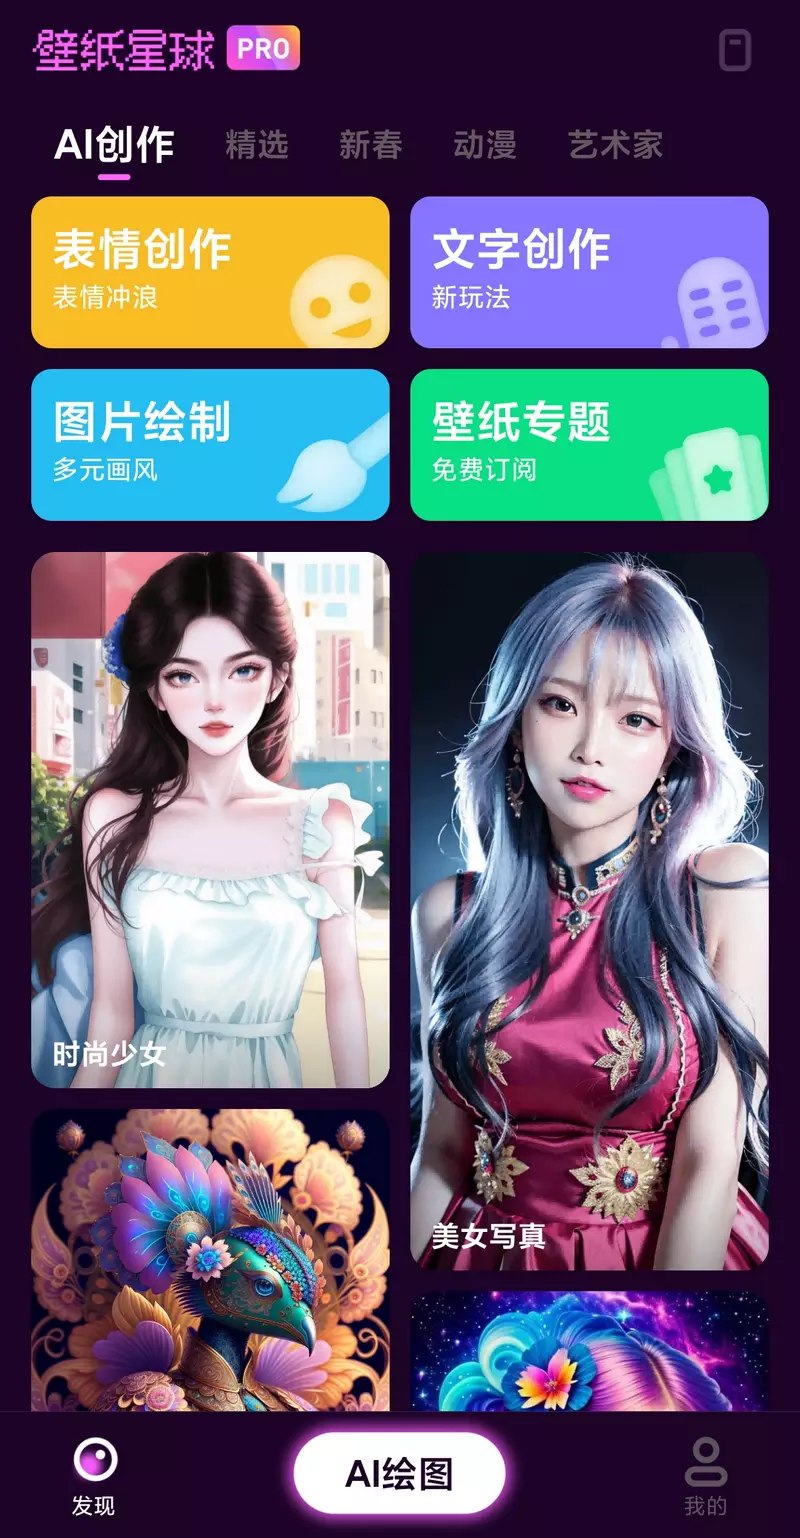 壁纸星球 PRO
AI创作 精选 新春 动漫 艺术家
表情创作
表情冲浪
文字创作
新玩法
图片绘制
多元画风
壁纸专题
免费订阅
时尚少女
美女写真
发现
AI绘图
我的